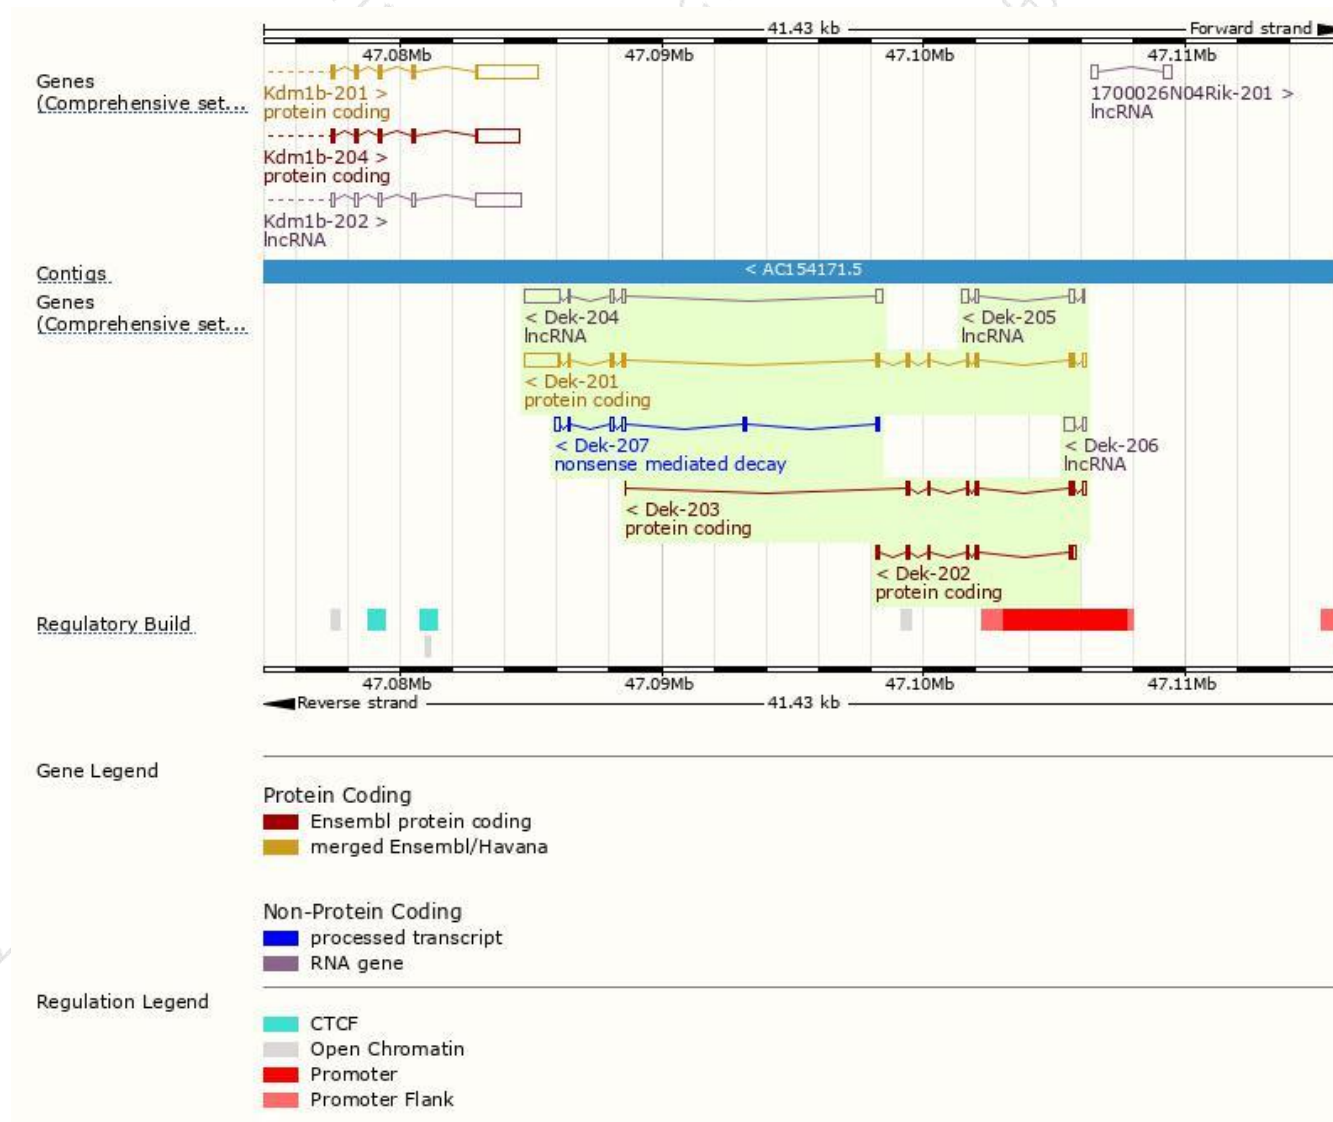 41.43 kb
Forward strand
47.08Mb 47.09Mb 47.10Mb 47.11Mb
Genes
(Comprehensive set...
Kdm1b-201 >
protein coding
1700026N04Rik-201 >
lncRNA
Kdm1b-204 >
protein coding
Kdm1b-202 >
lncRNA
Contigs
< AC154171.5
Genes
(Comprehensive set...
< Dek-204
lncRNA
< Dek-205
lncRNA
< Dek-201
protein coding
< Dek-207
nonsense mediated decay
< Dek-206
lncRNA
< Dek-203
protein coding
< Dek-202
protein coding
Regulatory Build
47.08Mb 47.09Mb 47.10Mb 47.11Mb
Reverse strand
41.43 kb
Gene Legend
Protein Coding
Ensembl protein coding
merged Ensembl/Havana
Non-Protein Coding
processed transcript
RNA gene
Regulation Legend
CTCF
Open Chromatin
Promoter
Promoter Flank